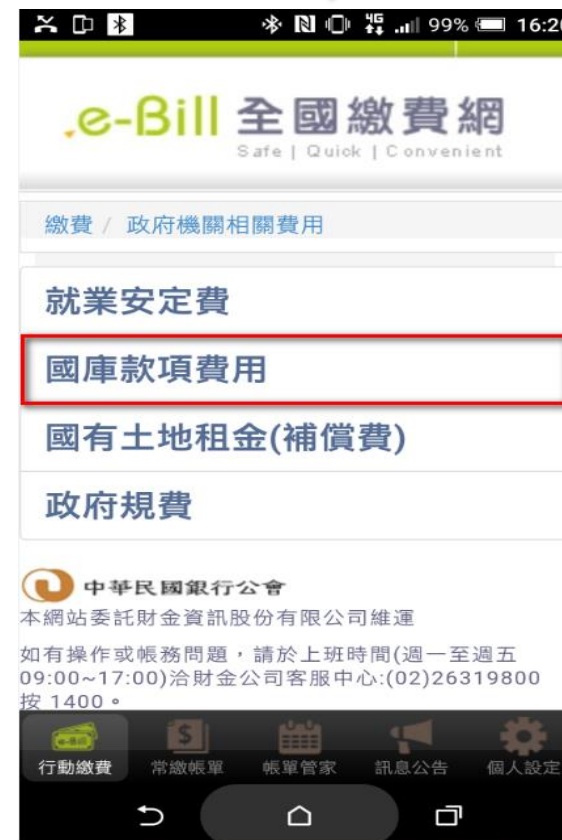 4G 99% 16:20
e-Bill 全國繳費網
Safe | Quick | Convenient
繳費 / 政府機關相關費用
就業安定費
國庫款項費用
國有土地租金(補償費)
政府規費
中華民國銀行公會
本網站委託財金資訊股份有限公司維運
如有操作或帳務問題，請於上班時間(週一至週五
09:00~17:00)洽財金公司客服中心:(02)26319800
按 1400。
行動繳費 常繳帳單 帳單管家 訊息公告 個人設定